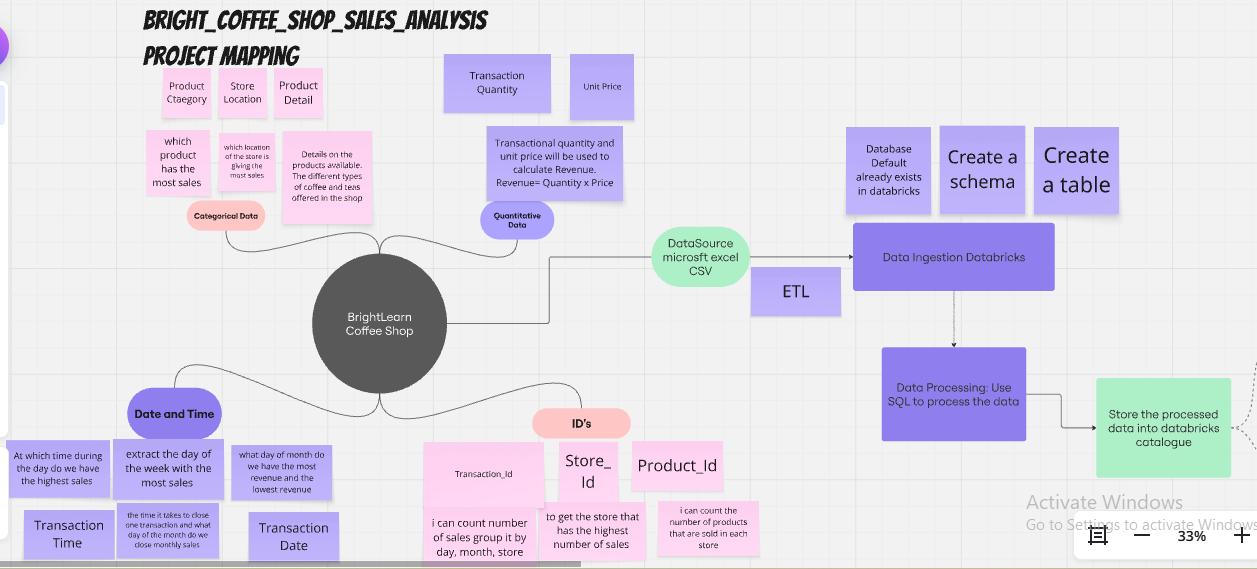 BRIGHT_COFFEE_SHOP_SALES_ANALYSIS
PROJECT MAPPING
Product
Ctaegory
Store
Location
Product
Detail
which
product
has the
most sales
which location
of the store is
giving the
most sales
Details on the
products available.
The different types
of coffee and teas
offered in the shop
Categorical Data
Transaction
Quantity
Unit Price
Transactional quantity and
unit price will be used to
calculate Revenue.
Revenue= Quantity x Price
Quantitative
Data
BrightLearn
Coffee Shop
DataSource
microsft excel
CSV
ETL
Database
Default
already exists
in databricks
Create a
schema
Create
a table
Data Ingestion Databricks
Data Processing: Use
SQL to process the data
Store the processed
data into databricks
catalogue
Date and Time
At which time during
the day do we have
the highest sales
extract the day of
the week with the
most sales
what day of month do
we have the most
revenue and the
lowest revenue
Transaction
Time
the time it takes to close
one transaction and what
day of the month do we
close monthly sales
Transaction
Date
ID's
Transaction_Id
Store_
Id
Product_Id
i can count number
of sales group it by
day, month, store
to get the store that
has the highest
number of sales
i can count the
number of products
that are sold in each
store
Activate Windows
Go to Settings to activate Windows
33%